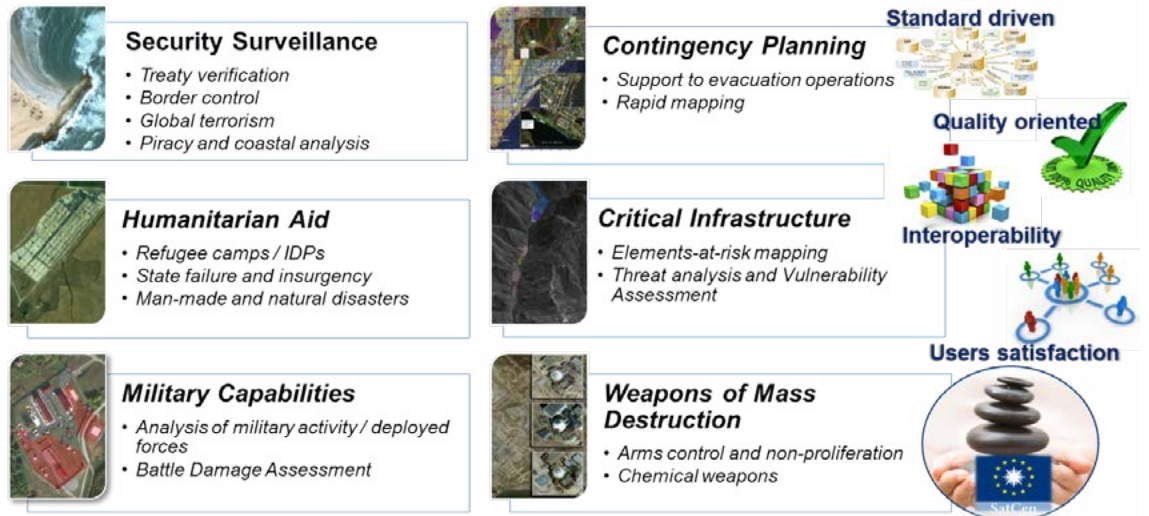 Security Surveillance
• Treaty verification
• Border control
• Global terrorism
• Piracy and coastal analysis
Contingency Planning
• Support to evacuation operations
• Rapid mapping
Standard driven
Quality oriented
100% QUALITY
Interoperability
Humanitarian Aid
• Refugee camps / IDPs
• State failure and insurgency
• Man-made and natural disasters
Critical Infrastructure
• Elements-at-risk mapping
• Threat analysis and Vulnerability
Assessment
Users satisfaction
Military Capabilities
• Analysis of military activity / deployed
forces
• Battle Damage Assessment
Weapons of Mass
Destruction
• Arms control and non-proliferation
• Chemical weapons
SatCen